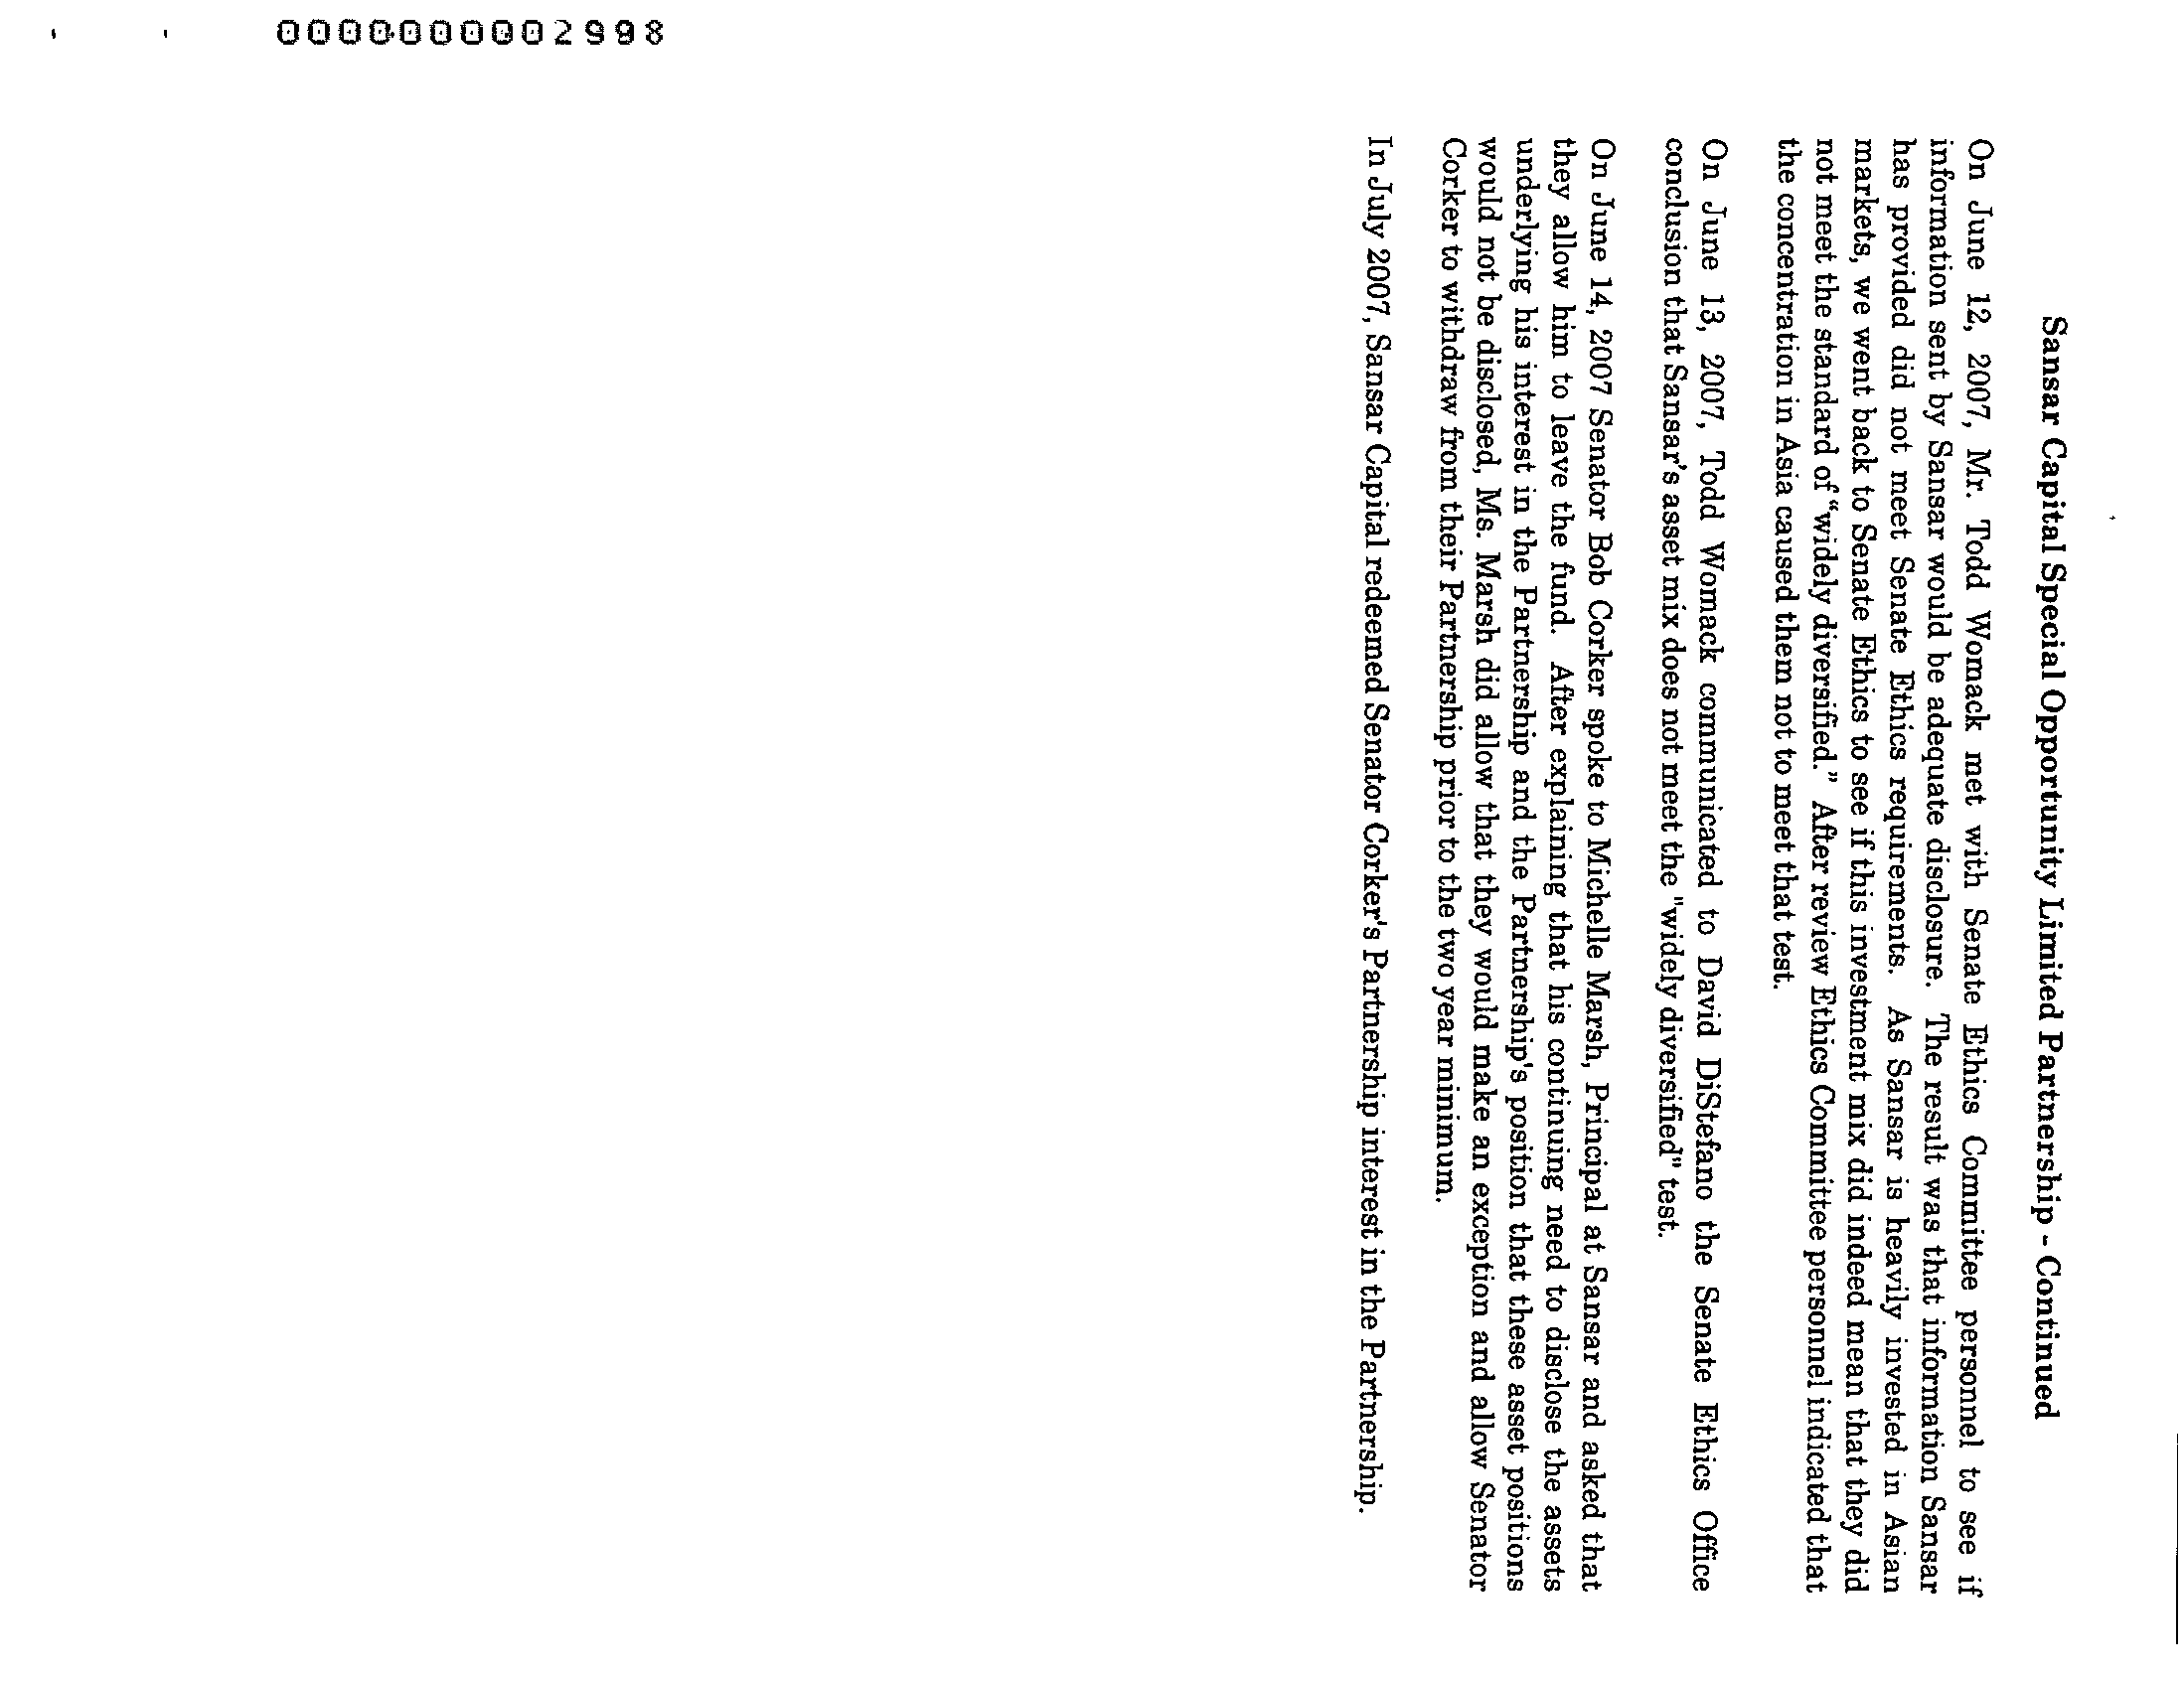 0000000002998
Sansar Capital Special Opportunity Limited Partnership - Continued
On June 12, 2007, Mr. Todd Womack met with Senate Ethics Committee personnel to see if
information sent by Sansar would be adequate disclosure. The result was that information Sansar
has provided did not meet Senate Ethics requirements. As Sansar is heavily invested in Asian
markets, we went back to Senate Ethics to see if this investment mix did indeed mean that they did
not meet the standard of "widely diversified." After review Ethics Committee personnel indicated that
the concentration in Asia caused them not to meet that test.
On June 13, 2007, Todd Womack communicated to David DiStefano the Senate Ethics Office
conclusion that Sansar's asset mix does not meet the "widely diversified" test.
On June 14, 2007 Senator Bob Corker spoke to Michelle Marsh, Principal at Sansar and asked that
they allow him to leave the fund. After explaining that his continuing need to disclose the assets
underlying his interest in the Partnership and the Partnership's position that these asset positions
would not be disclosed, Ms. Marsh did allow that they would make an exception and allow Senator
Corker to withdraw from their Partnership prior to the two year minimum.
In July 2007, Sansar Capital redeemed Senator Corker's Partnership interest in the Partnership.